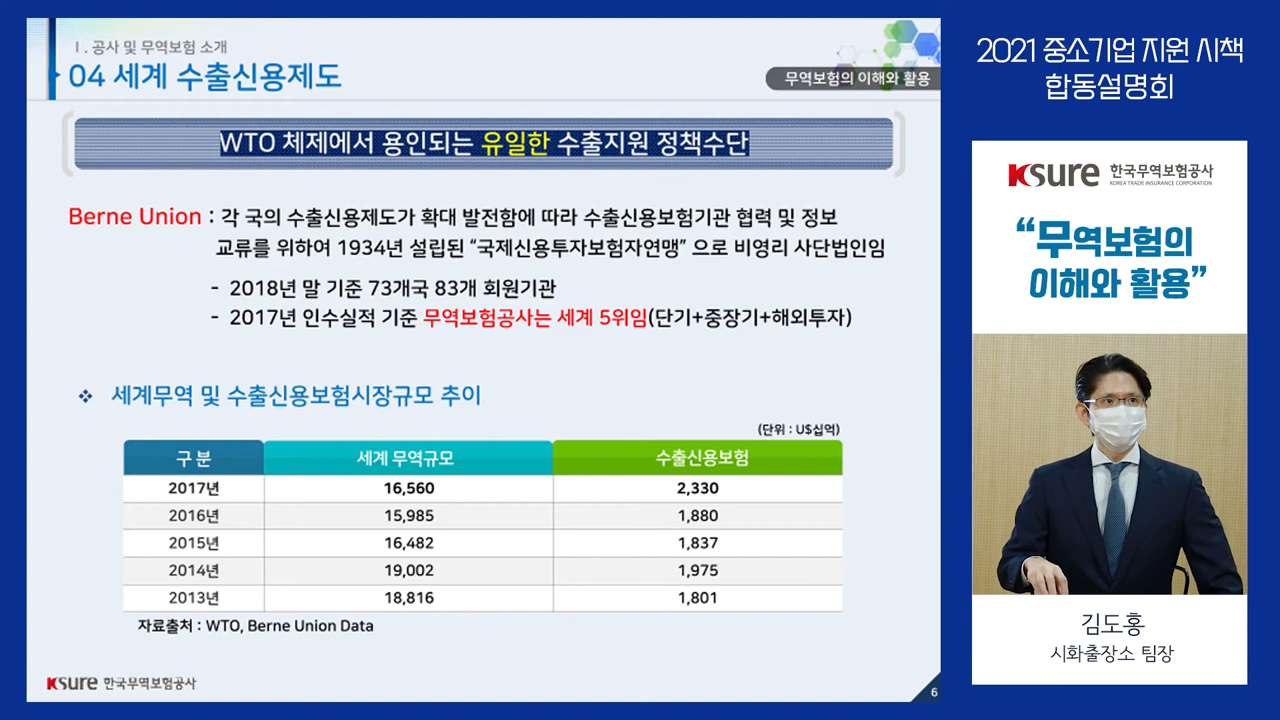 Ⅰ. 공사 및 무역보험 소개
04 세계 수출신용제도
무역보험의 이해와 활용
WTO 체제에서 용인되는 유일한 수출지원 정책수단
Berne Union : 각 국의 수출신용제도가 확대 발전함에 따라 수출신용보험기관 협력 및 정보
교류를 위하여 1934년 설립된 “국제신용투자보험자연맹” 으로 비영리 사단법인임
- 2018년 말 기준 73개국 83개 회원기관
- 2017년 인수실적 기준 무역보험공사는 세계 5위임(단기+중장기+해외투자)
❖ 세계무역 및 수출신용보험시장규모 추이
(단위 : U$십억)
구 분 세계 무역규모 수출신용보험
2017년 16,560 2,330
2016년 15,985 1,880
2015년 16,482 1,837
2014년 19,002 1,975
2013년 18,816 1,801
자료출처 : WTO, Berne Union Data
Ksure 한국무역보험공사
6
2021 중소기업 지원 시책
합동설명회
Ksure 한국무역보험공사
KOREA TRADE INSURANCE CORPORATION
“무역보험의
이해와 활용”
김도홍
시화출장소 팀장